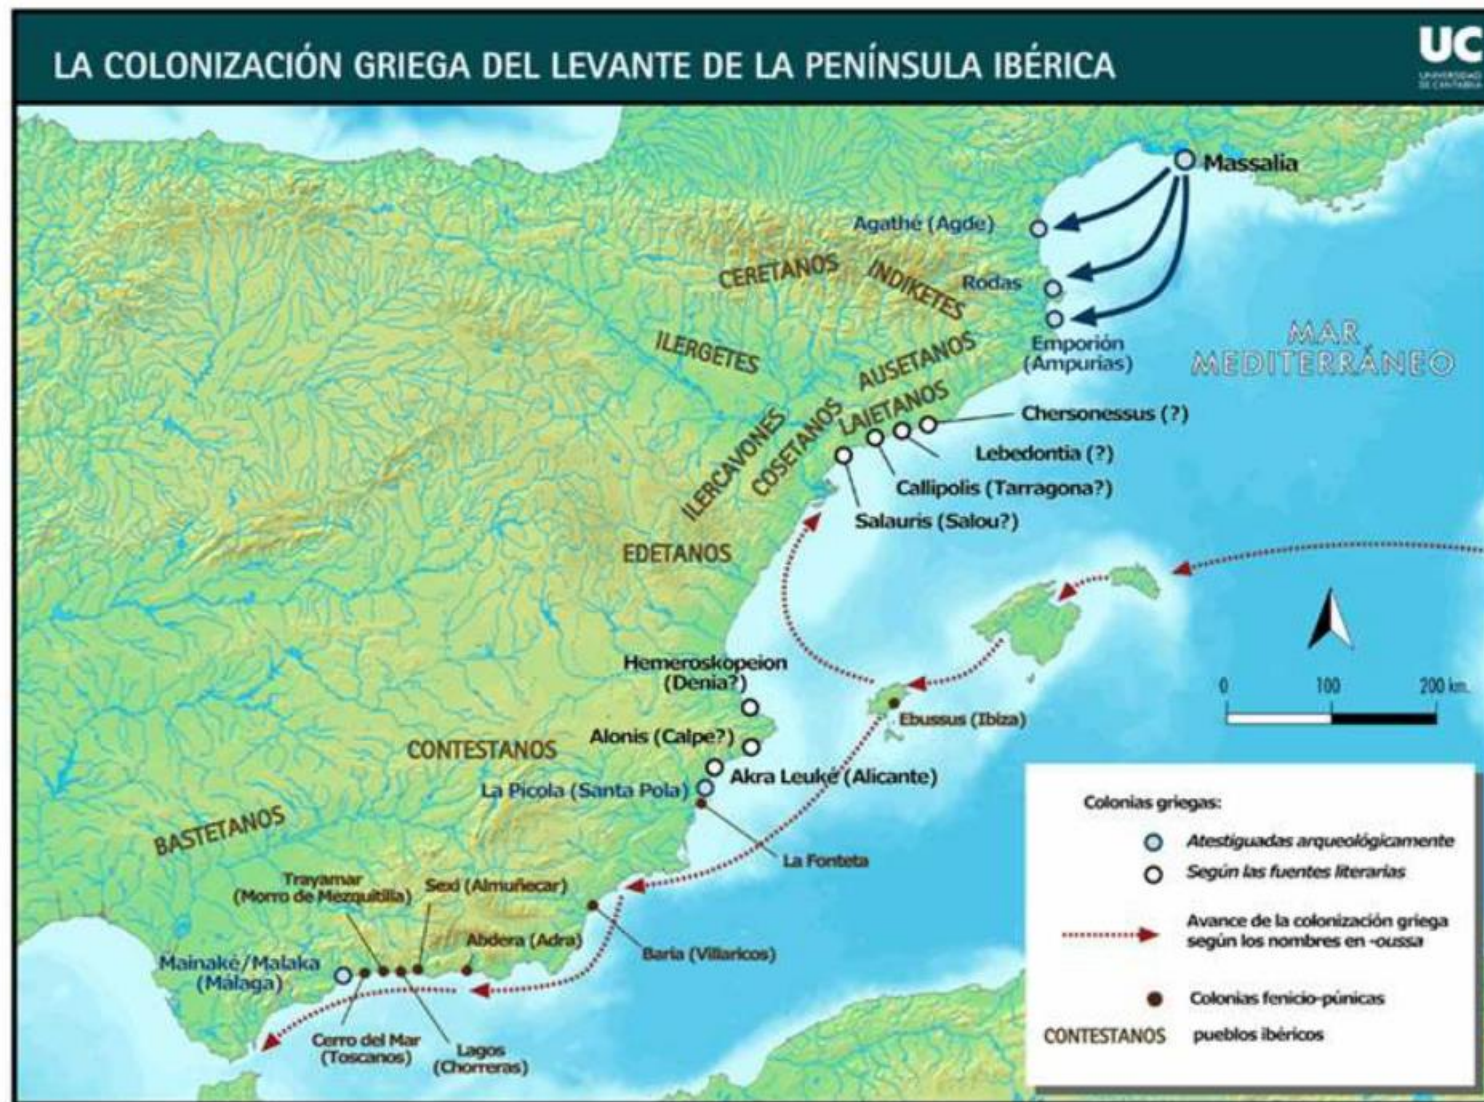 LA COLONIZACIÓN GRIEGA DEL LEVANTE DE LA PENÍNSULA IBÉRICA
UC
UNIVERSIDAD
DE CANTABRIA
Massalia
Agathé (Agde)
CERETANOS
INDIKETES
Rodas
Emporión
(Ampurias)
MAR
MEDITERRÁNEO
ILERGETES
AUSETANOS
LAIETANOS
COSETANOS
ILERCAVONES
Chersonessus (?)
Lebedontia (?)
Callipolis (Tarragona?)
Salauris (Salou?)
EDETANOS
Hemeroskopeion
(Denia?)
Ebussus (Ibiza)
CONTESTANOS
Alonis (Calpe?)
Akra Leuké (Alicante)
La Picola (Santa Pola)
BASTETANOS
La Fonteta
Trayamar
(Morro de Mezquitilla)
Sexi (Almuñecar)
Abdera (Adra)
Baria (Villaricos)
Mainaké/Malaka
(Málaga)
Cerro del Mar
(Toscanos)
Lagos
(Chorreras)
0 100 200 km.
Colonias griegas:
Atestiguadas arqueológicamente
Según las fuentes literarias
Avance de la colonización griega
según los nombres en -oussa
Colonias fenicio-púnicas
CONTESTANOS pueblos ibéricos